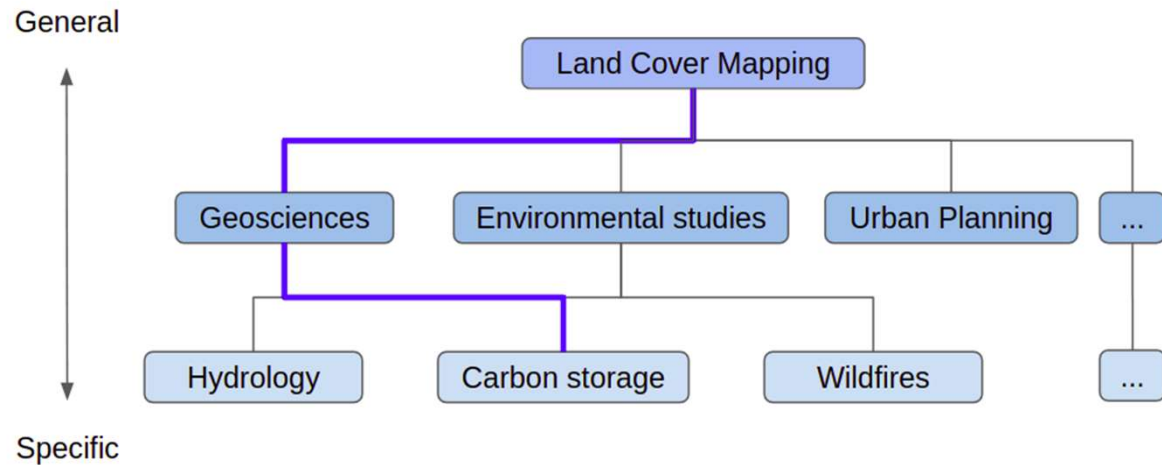 General
Land Cover Mapping
Geosciences
Environmental studies
Urban Planning
...
Hydrology
Carbon storage
Wildfires
...
Specific